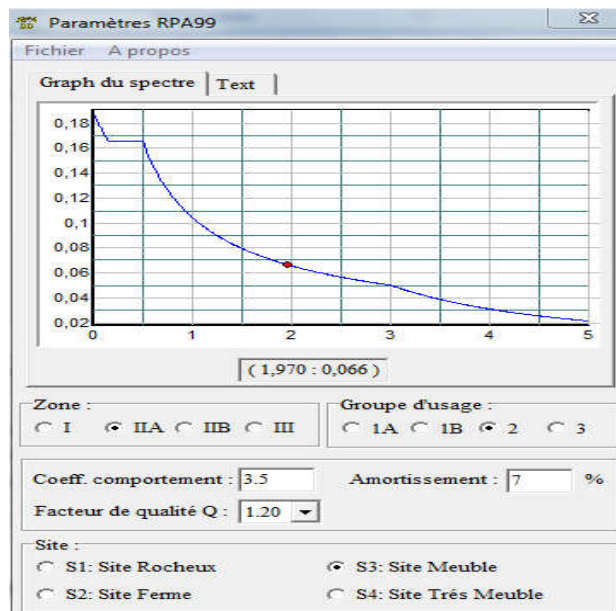 Paramètres RPA99
Fichier A propos
Graph du spectre Text
0,18
0,16
0,14
0,12
0,1
0,08
0,06
0,04
0,02
0 1 2 3 4 5
( 1,970 : 0,066 )
Zone : Groupe d'usage :
I IIA IIB III 1A 1B 2 3
Coeff. comportement : 3.5 Amortissement : 7 %
Facteur de qualité Q : 1.20
Site :
S1: Site Rocheux S3: Site Meuble
S2: Site Ferme S4: Site Trés Meuble